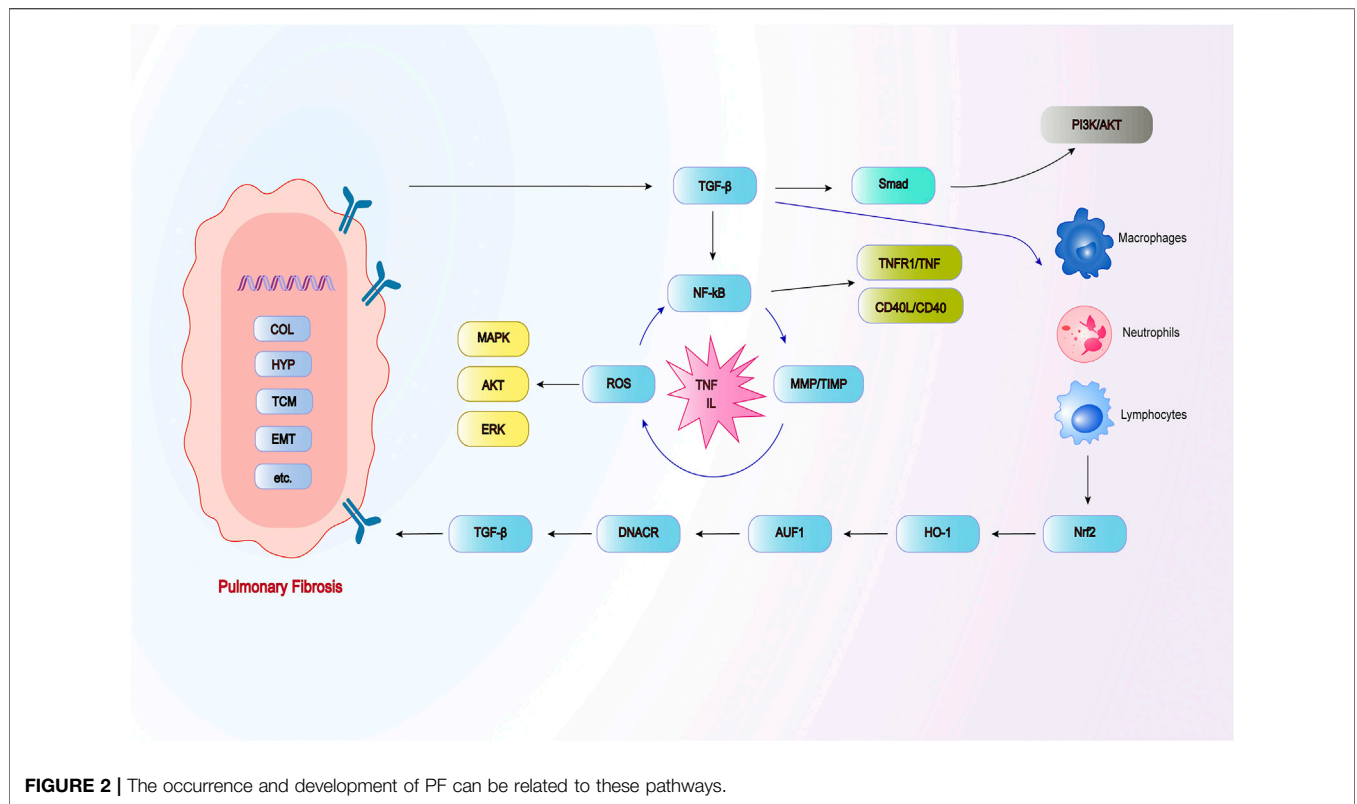 PI3K/AKT
TGF-β
Smad
Macrophages
TNFR1/TNF
NF-kB
CD40L/CD40
COL
MAPK
Neutrophils
HYP
AKT
ROS
TNF
IL
MMP/TIMP
TCM
ERK
Lymphocytes
EMT
etc.
TGF-β
DNACR
AUF1
HO-1
Nrf2
Pulmonary Fibrosis
FIGURE 2 | The occurrence and development of PF can be related to these pathways.